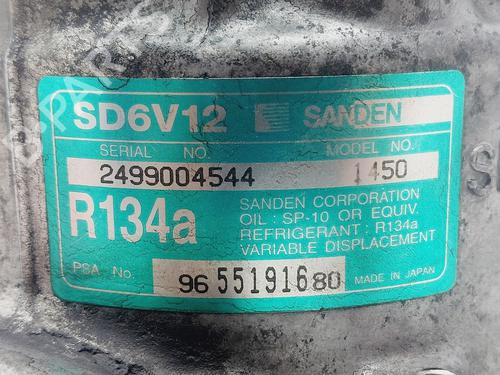 SD6V12 SANDEN
SERIAL NO. MODEL NO.
2499004544 1450
R134a
SANDEN CORPORATION
OIL : SP-10 OR EQUIV.
REFRIGERANT : R134a
VARIABLE DISPLACEMENT
PSA No. 96 551916 80 MADE IN JAPAN